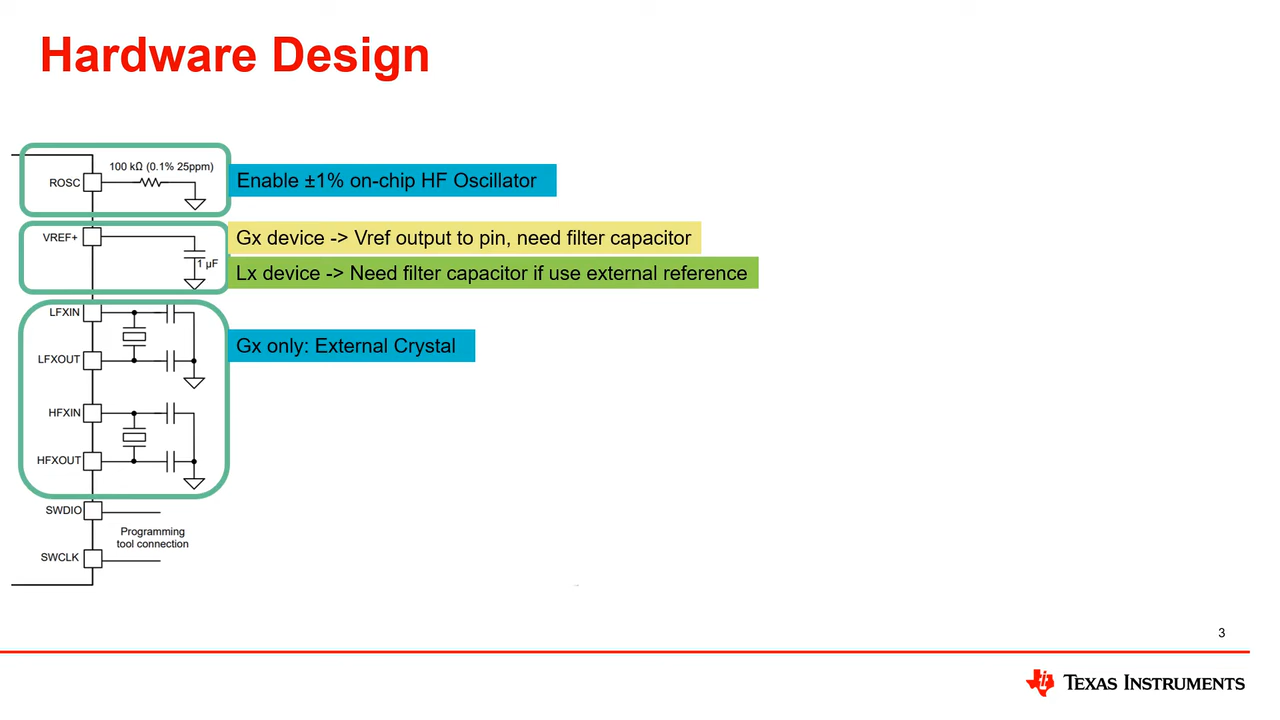 Hardware Design
100 kΩ (0.1% 25ppm)
ROSC
Enable ±1% on-chip HF Oscillator
VREF+
1 µF
Gx device -> Vref output to pin, need filter capacitor
Lx device -> Need filter capacitor if use external reference
LFXIN
LFXOUT
Gx only: External Crystal
HFXIN
HFXOUT
SWDIO
Programming
tool connection
SWCLK
3
TEXAS INSTRUMENTS